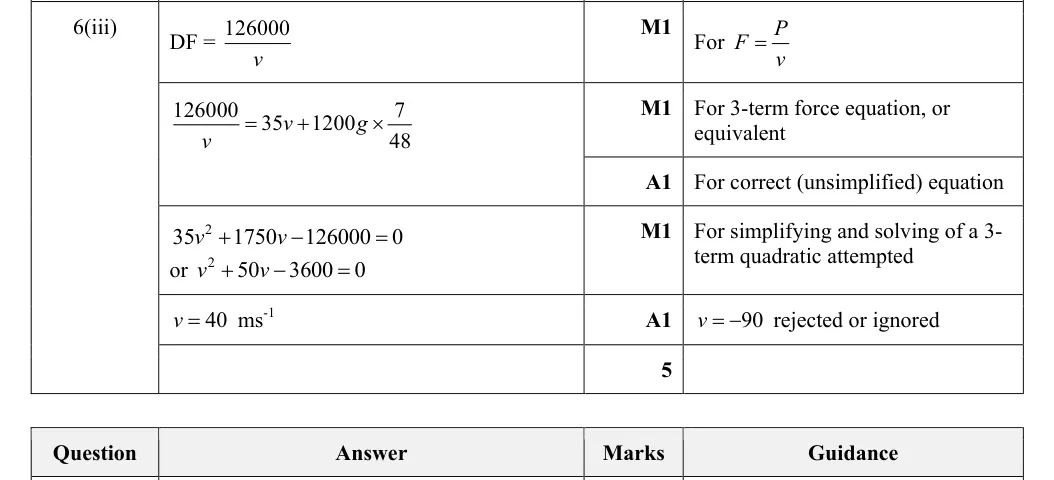 6(iii)
DF = 126000/v
M1
For F = P/v
126000/v = 35v + 1200g × 7/48
M1
For 3-term force equation, or
equivalent
A1
For correct (unsimplified) equation
35v² + 1750v − 126000 = 0
or v² + 50v − 3600 = 0
M1
For simplifying and solving of a 3-
term quadratic attempted
v = 40 ms⁻¹
A1
v = −90 rejected or ignored
5
Question Answer Marks Guidance